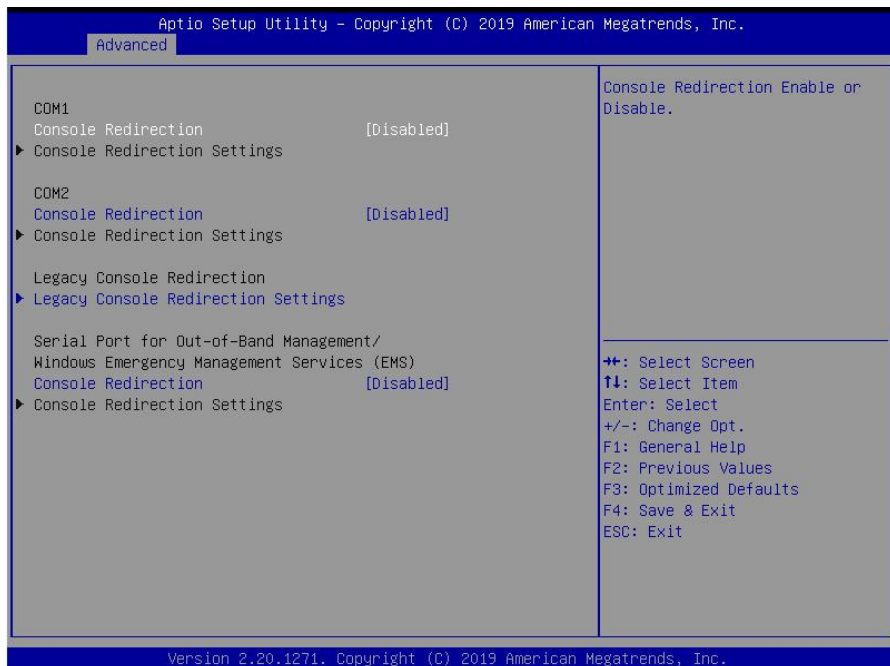 Aptio Setup Utility – Copyright (C) 2019 American Megatrends, Inc.
Advanced
COM1
Console Redirection [Disabled]
► Console Redirection Settings
COM2
Console Redirection [Disabled]
► Console Redirection Settings
Legacy Console Redirection
► Legacy Console Redirection Settings
Serial Port for Out-of-Band Management/
Windows Emergency Management Services (EMS)
Console Redirection [Disabled]
► Console Redirection Settings
Console Redirection Enable or
Disable.
→←: Select Screen
↑↓: Select Item
Enter: Select
+/-: Change Opt.
F1: General Help
F2: Previous Values
F3: Optimized Defaults
F4: Save & Exit
ESC: Exit
Version 2.20.1271. Copyright (C) 2019 American Megatrends, Inc.